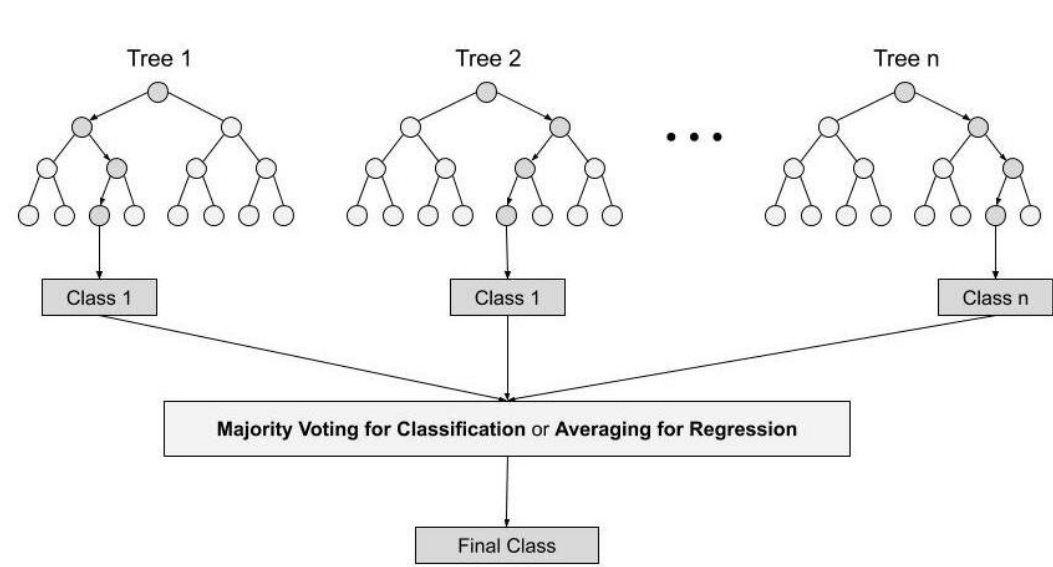 Tree 1
Tree 2
Tree n
Class 1
Class 1
Class n
Majority Voting for Classification or Averaging for Regression
Final Class